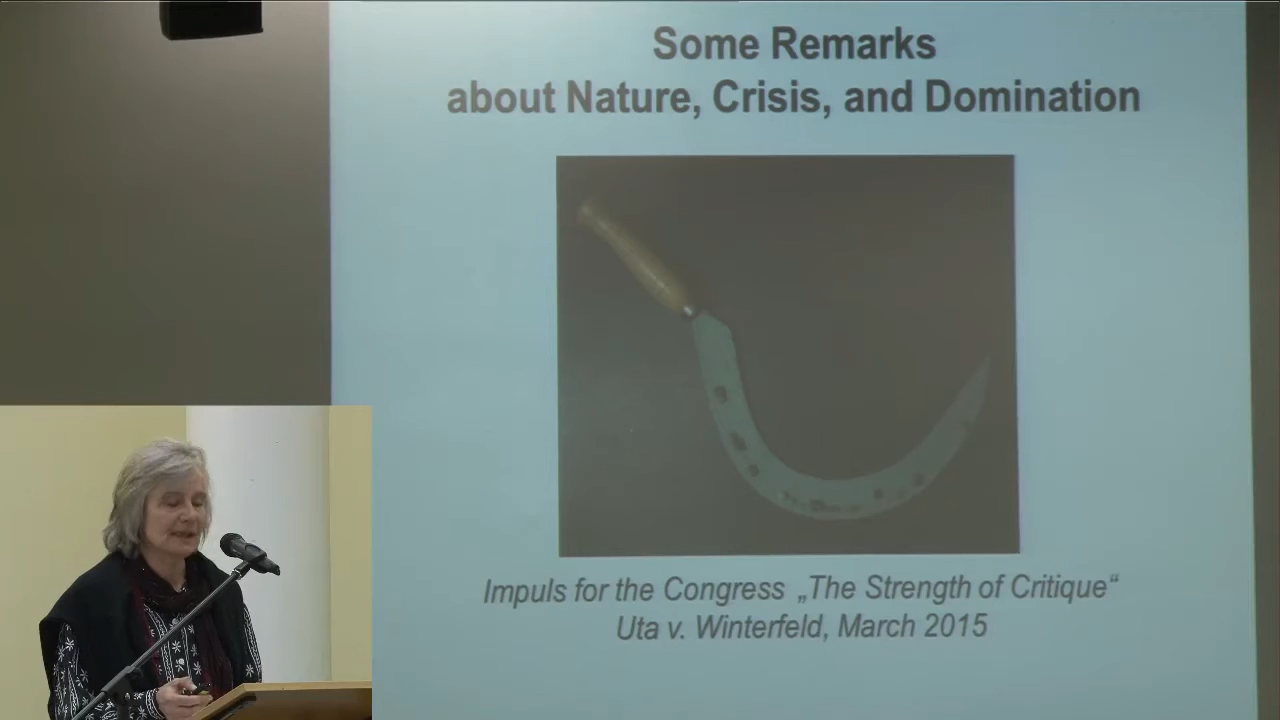 Some Remarks
about Nature, Crisis, and Domination
Impuls for the Congress „The Strength of Critique“
Uta v. Winterfeld, March 2015